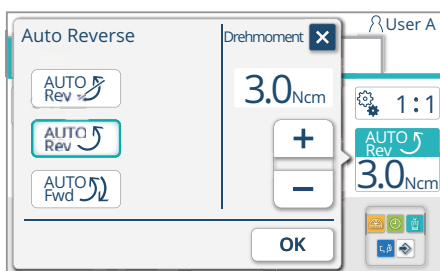 Auto Reverse
Drehmoment
User A
AUTO
Rev
3.0Ncm
1:1
AUTO
Rev
+
AUTO
Rev
3.0Ncm
AUTO
Fwd
−
OK